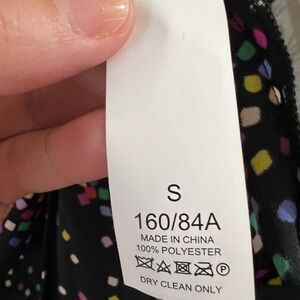 S
160/84A
MADE IN CHINA
100% POLYESTER
P
DRY CLEAN ONLY